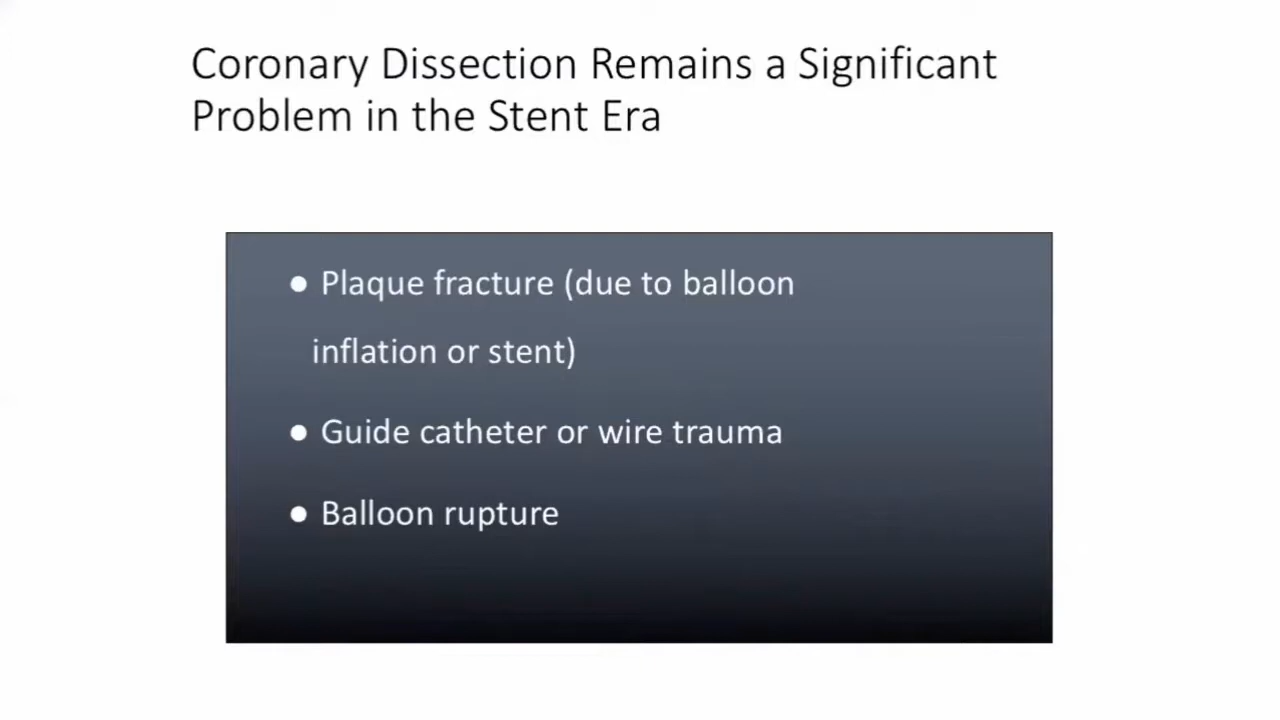 Coronary Dissection Remains a Significant
Problem in the Stent Era
● Plaque fracture (due to balloon
inflation or stent)
● Guide catheter or wire trauma
● Balloon rupture